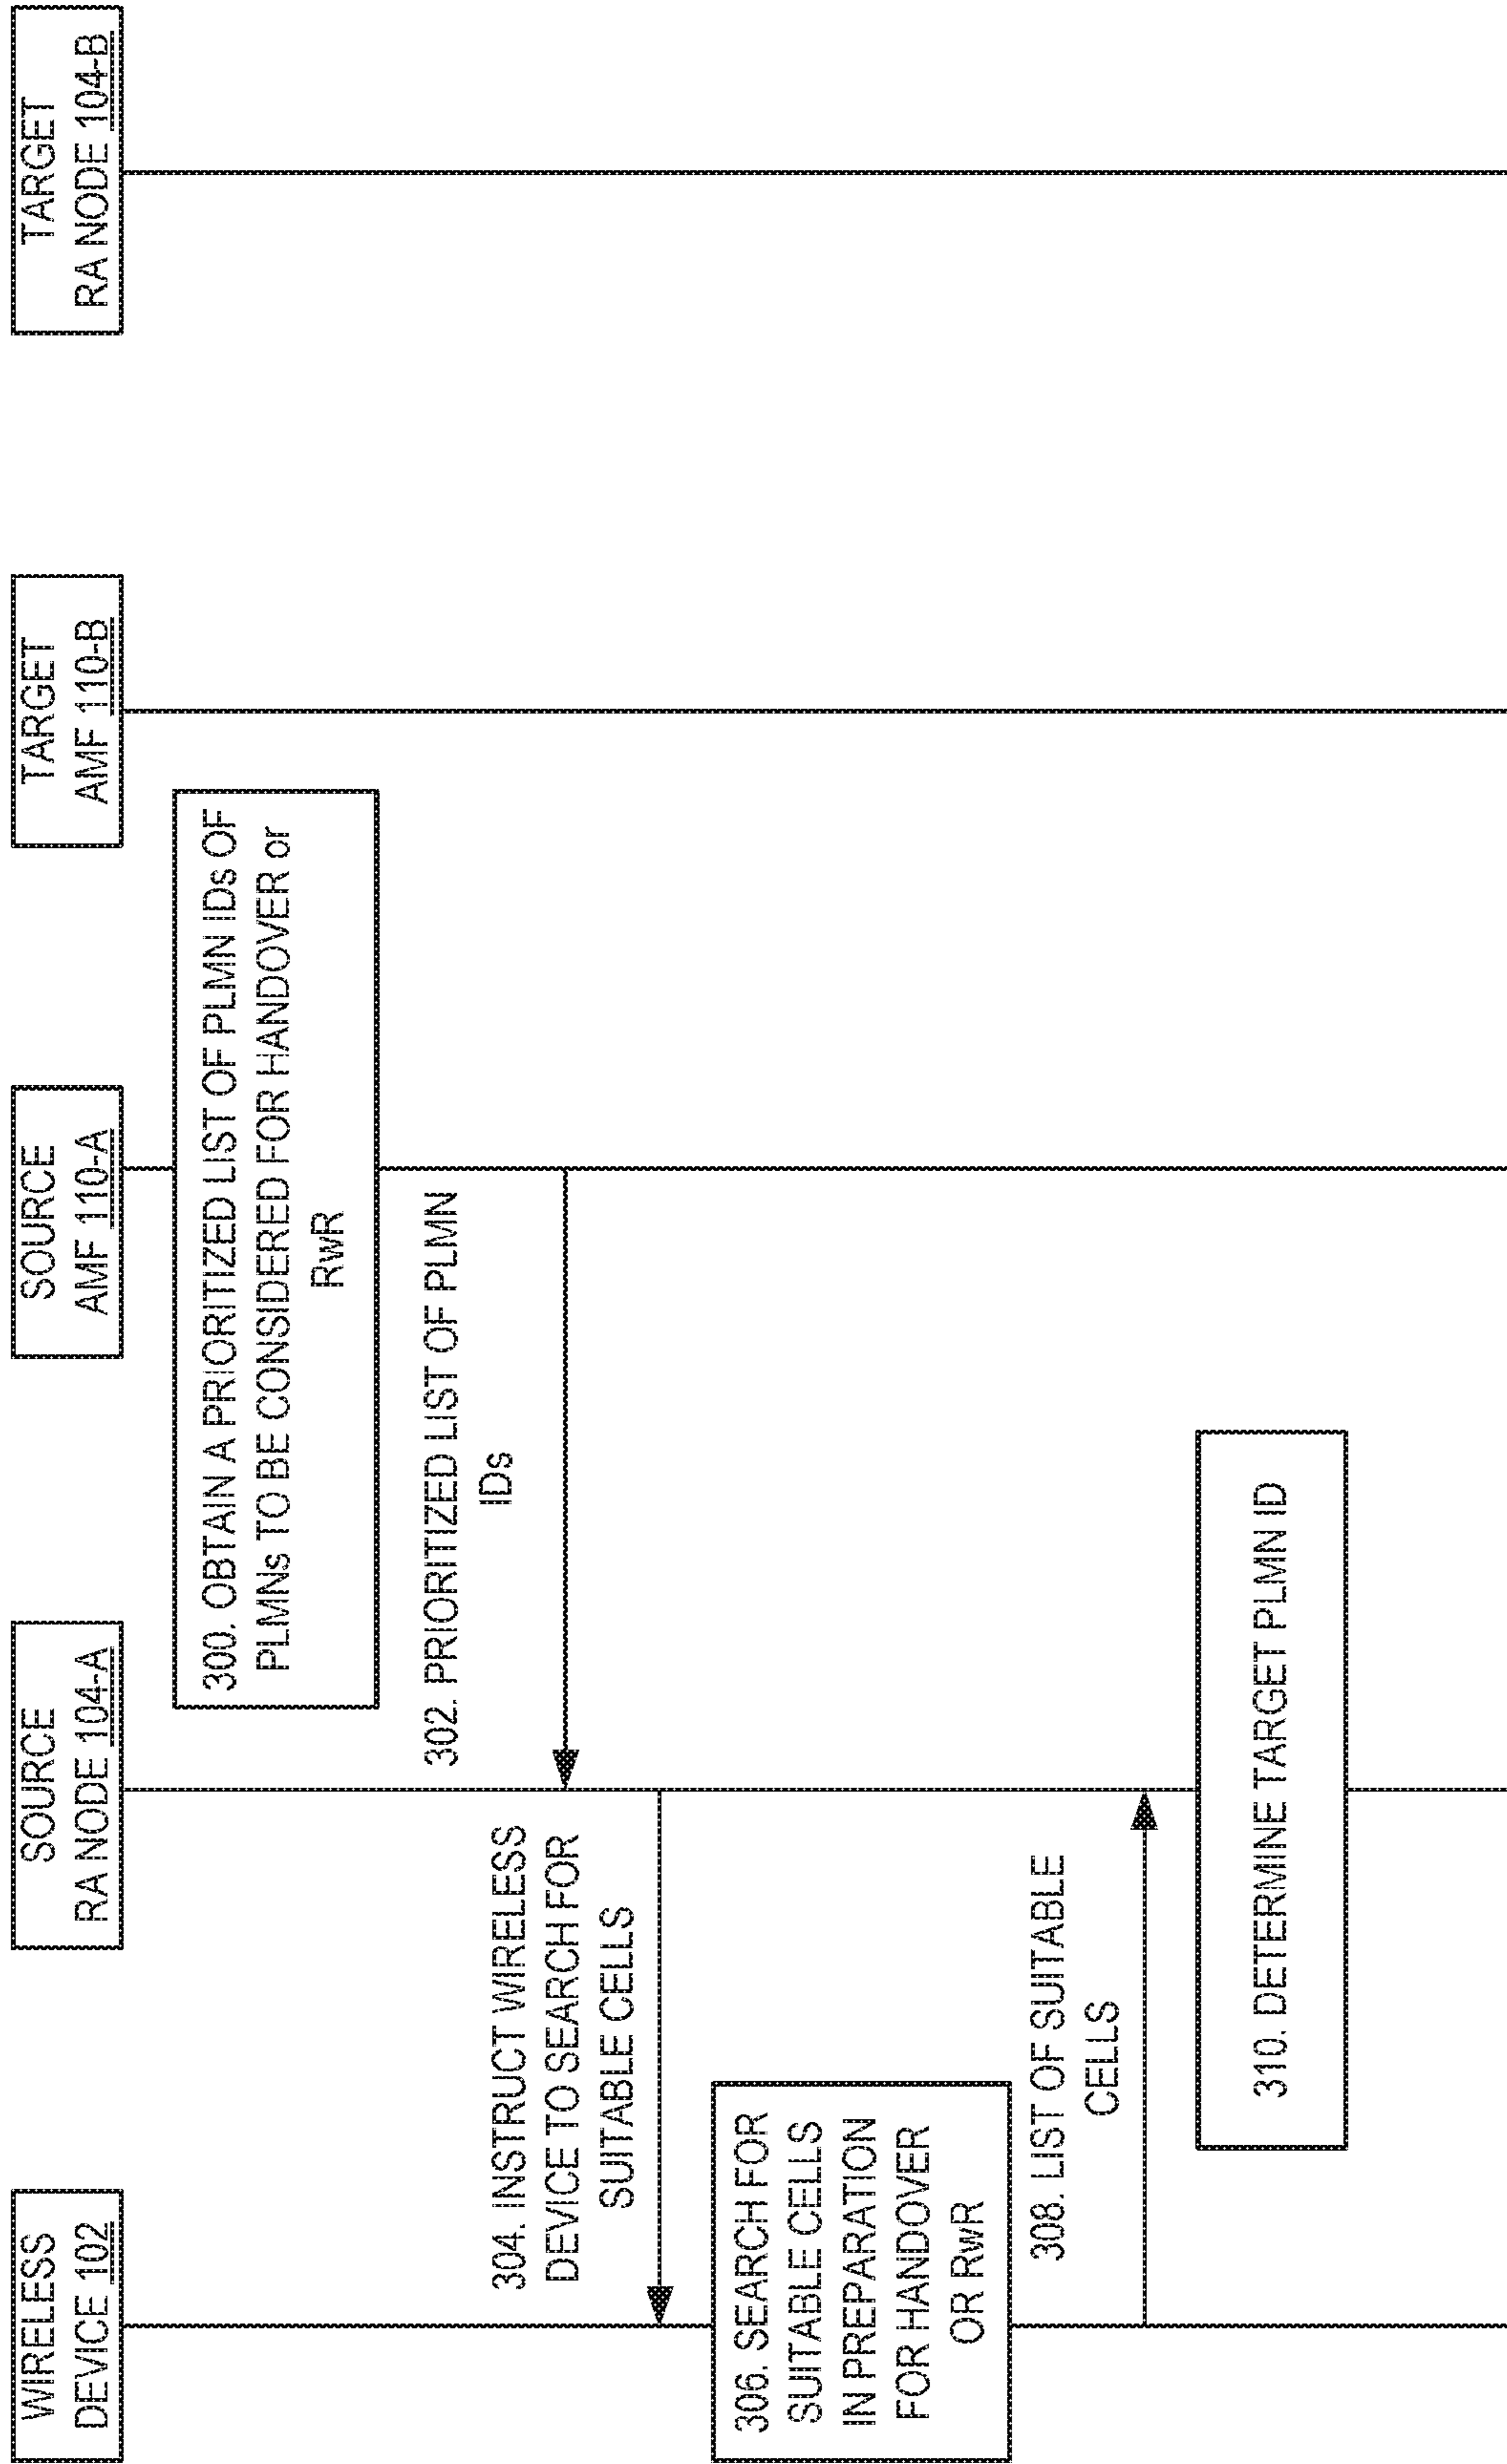 WIRELESS
DEVICE 102
SOURCE
RA NODE 104-A
SOURCE
AMF 110-A
TARGET
AMF 110-B
TARGET
RA NODE 104-B
300. OBTAIN A PRIORITIZED LIST OF PLMN IDs OF
PLMNs TO BE CONSIDERED FOR HANDOVER or
RwR
302. PRIORITIZED LIST OF PLMN
IDs
304. INSTRUCT WIRELESS
DEVICE TO SEARCH FOR
SUITABLE CELLS
306. SEARCH FOR
SUITABLE CELLS
IN PREPARATION
FOR HANDOVER
OR RwR
308. LIST OF SUITABLE
CELLS
310. DETERMINE TARGET PLMN ID